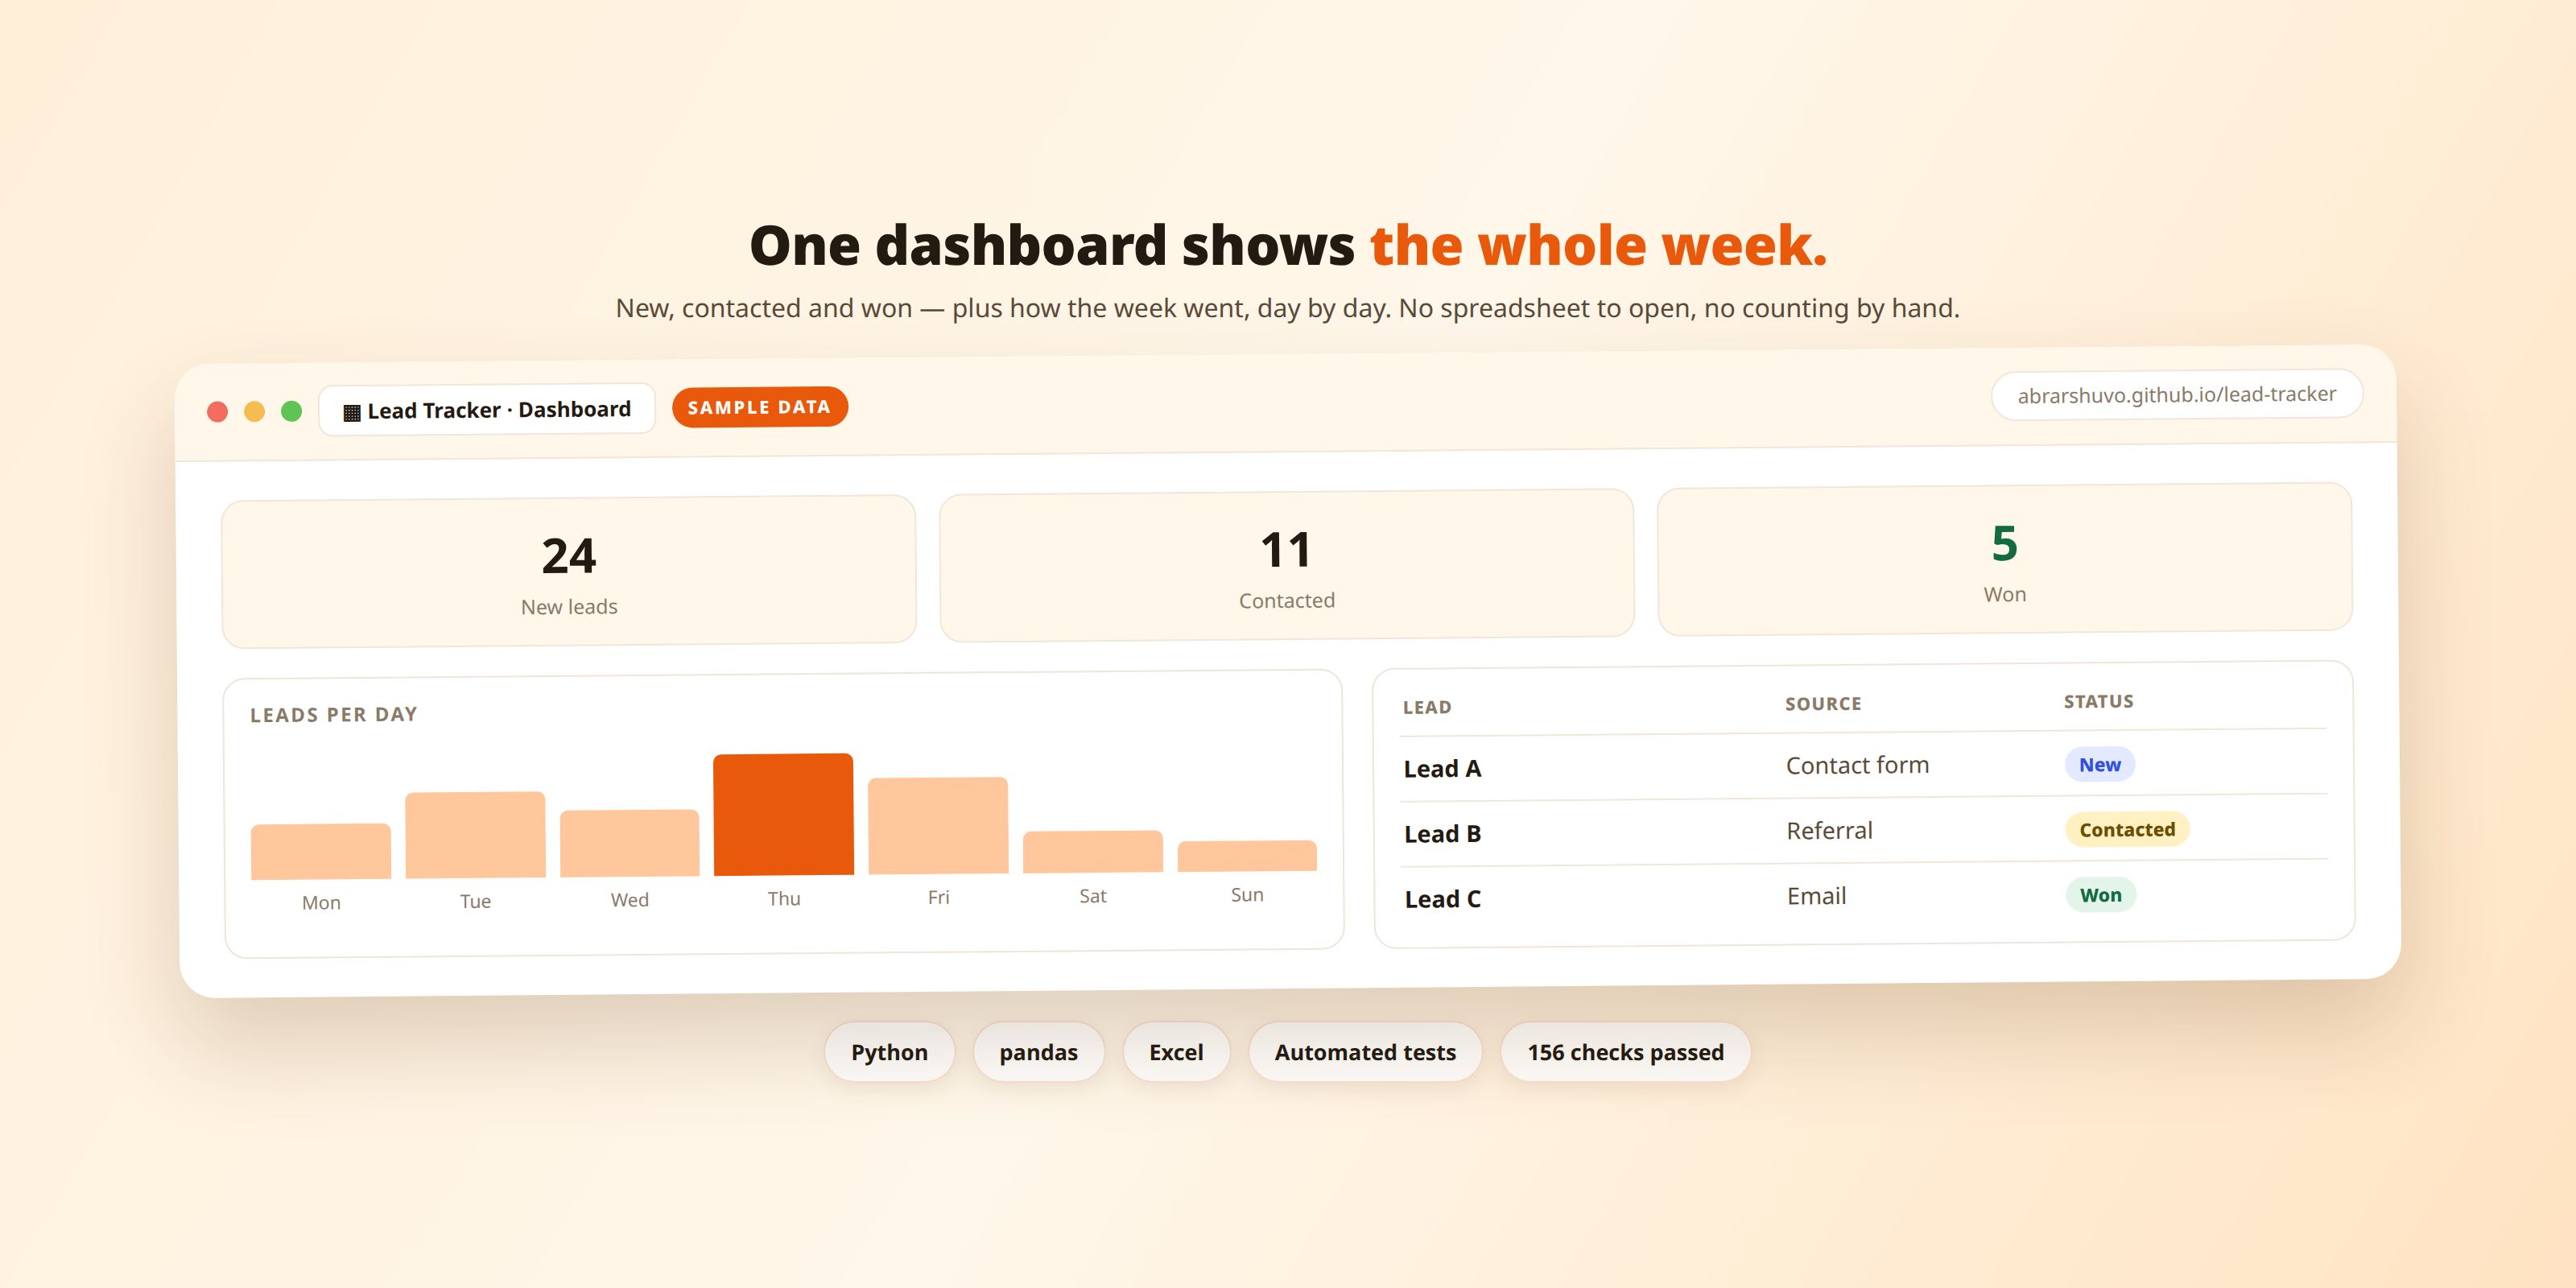 One dashboard shows the whole week.
New, contacted and won — plus how the week went, day by day. No spreadsheet to open, no counting by hand.
▦ Lead Tracker · Dashboard
SAMPLE DATA
abrarshuvo.github.io/lead-tracker
24
New leads
11
Contacted
5
Won
LEADS PER DAY
Mon Tue Wed Thu Fri Sat Sun
LEAD SOURCE STATUS
Lead A Contact form New
Lead B Referral Contacted
Lead C Email Won
Python pandas Excel Automated tests 156 checks passed